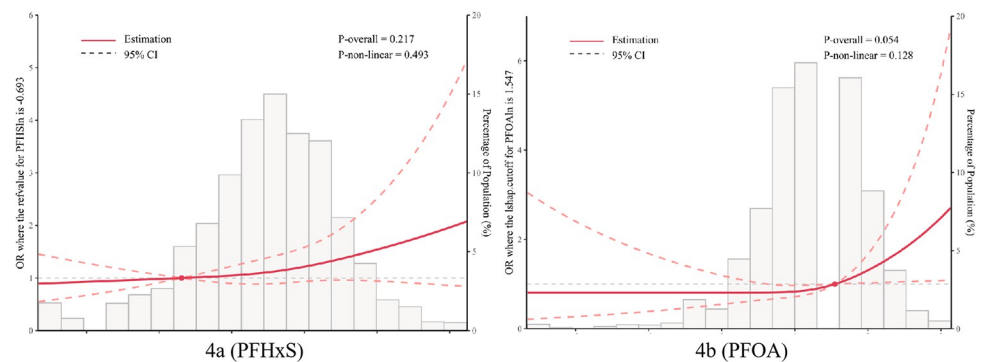 6
5
4
3
2
1
0
OR where the refvalue for PFHSln is -0.693
Estimation
95% CI
P-overall = 0.217
P-non-linear = 0.493
20
15
10
5
0
Percentage of Population (%)
4a (PFHxS)
6
4
2
0
OR where the lshap.cutoff for PFOAln is 1.547
Estimation
95% CI
P-overall = 0.054
P-non-linear = 0.128
20
15
10
5
0
Percentage of Population (%)
4b (PFOA)